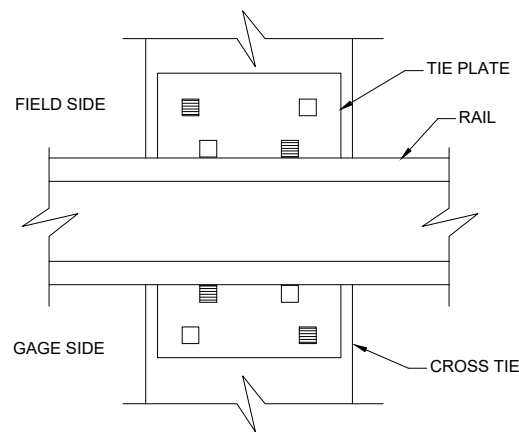 TIE PLATE
FIELD SIDE
RAIL
GAGE SIDE
CROSS TIE